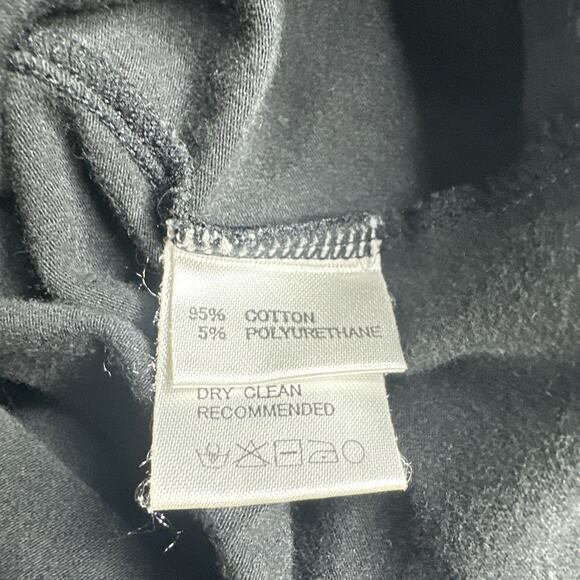 95% COTTON
5% POLYURETHANE
DRY CLEAN
RECOMMENDED